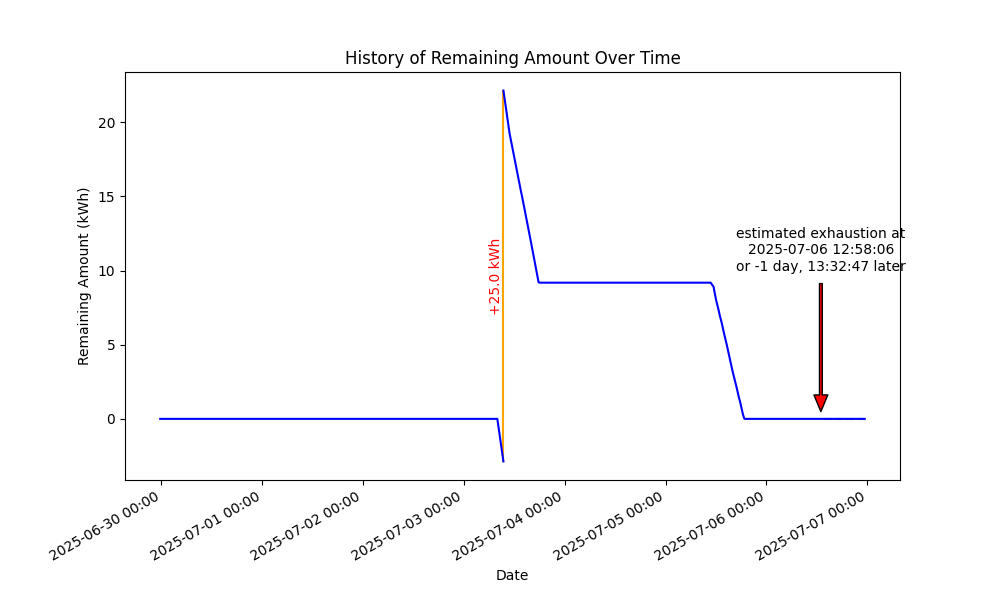 History of Remaining Amount Over Time
Remaining Amount (kWh)
20
15
10
5
0
+25.0 kWh
estimated exhaustion at
2025-07-06 12:58:06
or -1 day, 13:32:47 later
2025-06-30 00:00
2025-07-01 00:00
2025-07-02 00:00
2025-07-03 00:00
2025-07-04 00:00
2025-07-05 00:00
2025-07-06 00:00
2025-07-07 00:00
Date